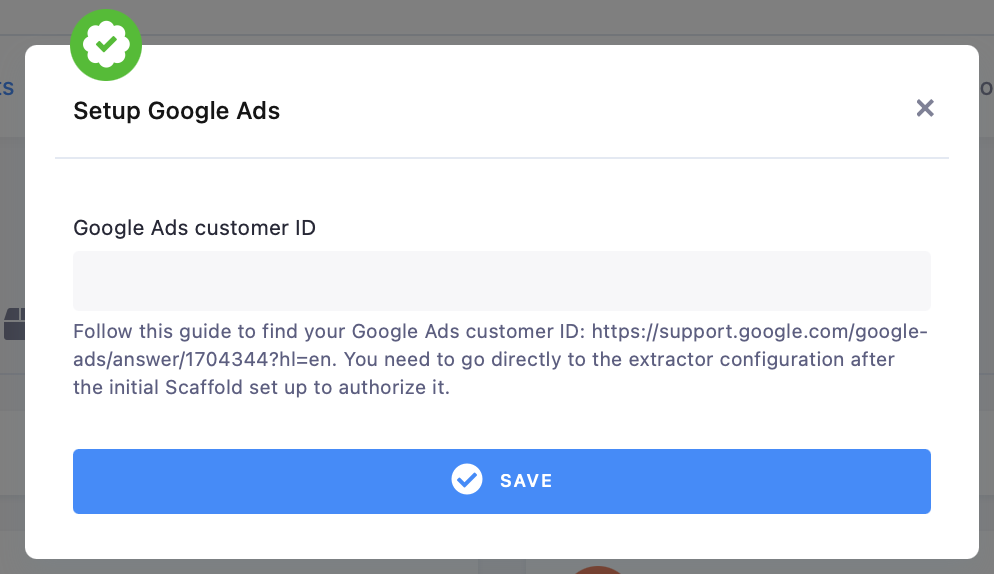 Setup Google Ads
Google Ads customer ID
Follow this guide to find your Google Ads customer ID: https://support.google.com/google-
ads/answer/1704344?hl=en. You need to go directly to the extractor configuration after
the initial Scaffold set up to authorize it.
SAVE